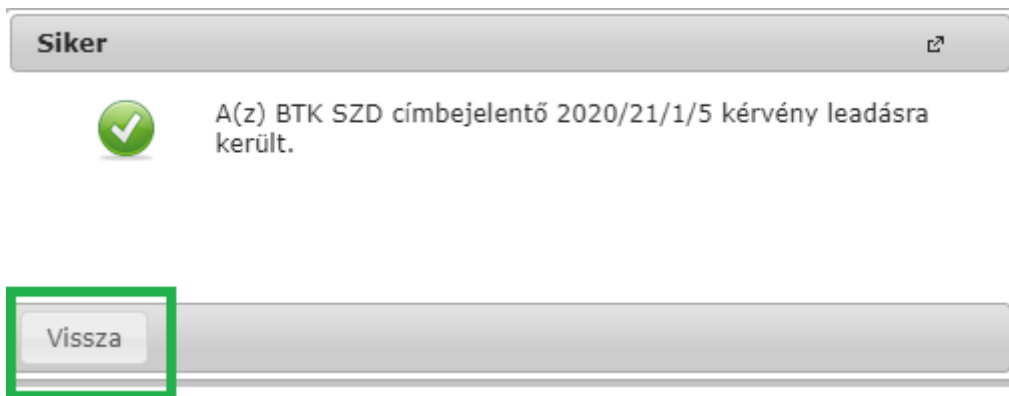 Siker
A(z) BTK SZD címbejelentő 2020/21/1/5 kérvény leadásra
került.
Vissza